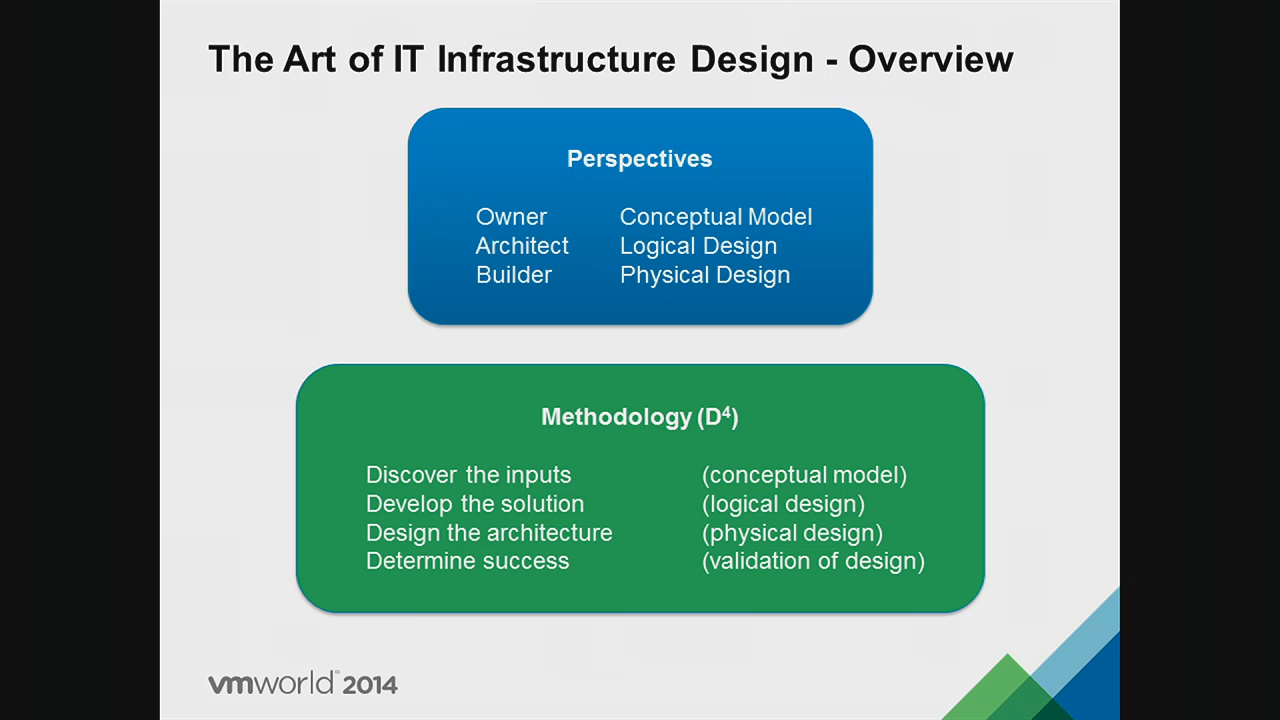 The Art of IT Infrastructure Design - Overview
Perspectives
Owner Conceptual Model
Architect Logical Design
Builder Physical Design
Methodology (D⁴)
Discover the inputs (conceptual model)
Develop the solution (logical design)
Design the architecture (physical design)
Determine success (validation of design)
vmworld® 2014